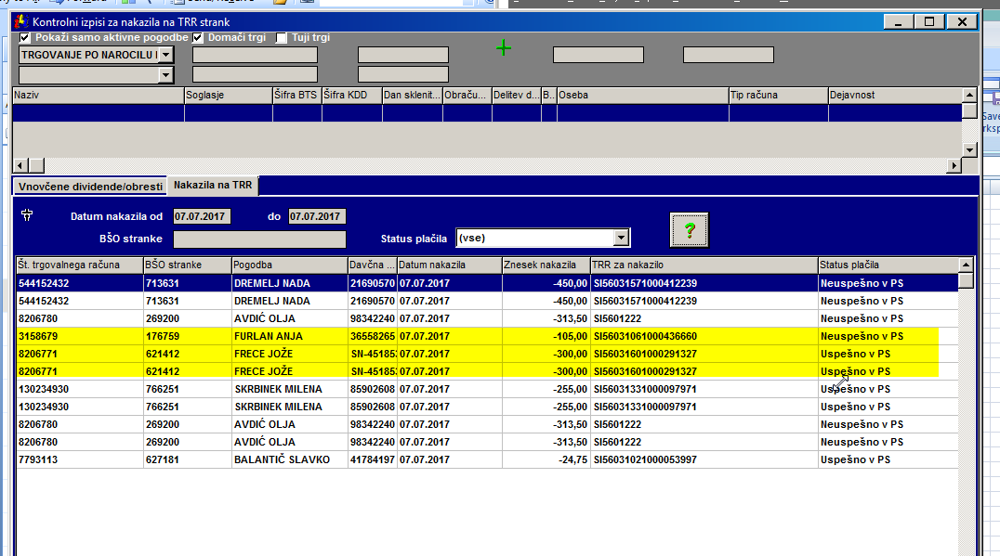 Kontrolni izpisi za nakazila na TRR strank
Pokaži samo aktivne pogodbe Domači trgi Tuji trgi
TRGOVANJE PO NAROCILU
Naziv Soglasje Šifra BTS Šifra KDD Dan sklenit... Obraču... Delitev d... B.. Oseba Tip računa Dejavnost
Vnovčene dividende/obresti Nakazila na TRR
Datum nakazila od 07.07.2017 do 07.07.2017
BŠO stranke Status plačila (vse) ?
Št. trgovalnega računa BŠO stranke Pogodba Davčna ... Datum nakazila Znesek nakazila TRR za nakazilo Status plačila
544152432 713631 DREMELJ NADA 21690570 07.07.2017 -450,00 SI56031571000412239 Neuspešno v PS
544152432 713631 DREMELJ NADA 21690570 07.07.2017 -450,00 SI56031571000412239 Neuspešno v PS
8206780 269200 AVDIĆ OLJA 98342240 07.07.2017 -313,50 SI5601222 Neuspešno v PS
3158679 176759 FURLAN ANJA 36558265 07.07.2017 -105,00 SI56031061000436660 Neuspešno v PS
8206771 621412 FRECE JOŽE SN-45185 07.07.2017 -300,00 SI56031601000291327 Uspešno v PS
8206771 621412 FRECE JOŽE SN-45185 07.07.2017 -300,00 SI56031601000291327 Uspešno v PS
130234930 766251 SKRBINEK MILENA 85902608 07.07.2017 -255,00 SI56031331000097971 Uspešno v PS
130234930 766251 SKRBINEK MILENA 85902608 07.07.2017 -255,00 SI56031331000097971 Uspešno v PS
8206780 269200 AVDIĆ OLJA 98342240 07.07.2017 -313,50 SI5601222 Neuspešno v PS
8206780 269200 AVDIĆ OLJA 98342240 07.07.2017 -313,50 SI5601222 Neuspešno v PS
7793113 627181 BALANTIČ SLAVKO 41784197 07.07.2017 -24,75 SI56031021000053997 Uspešno v PS